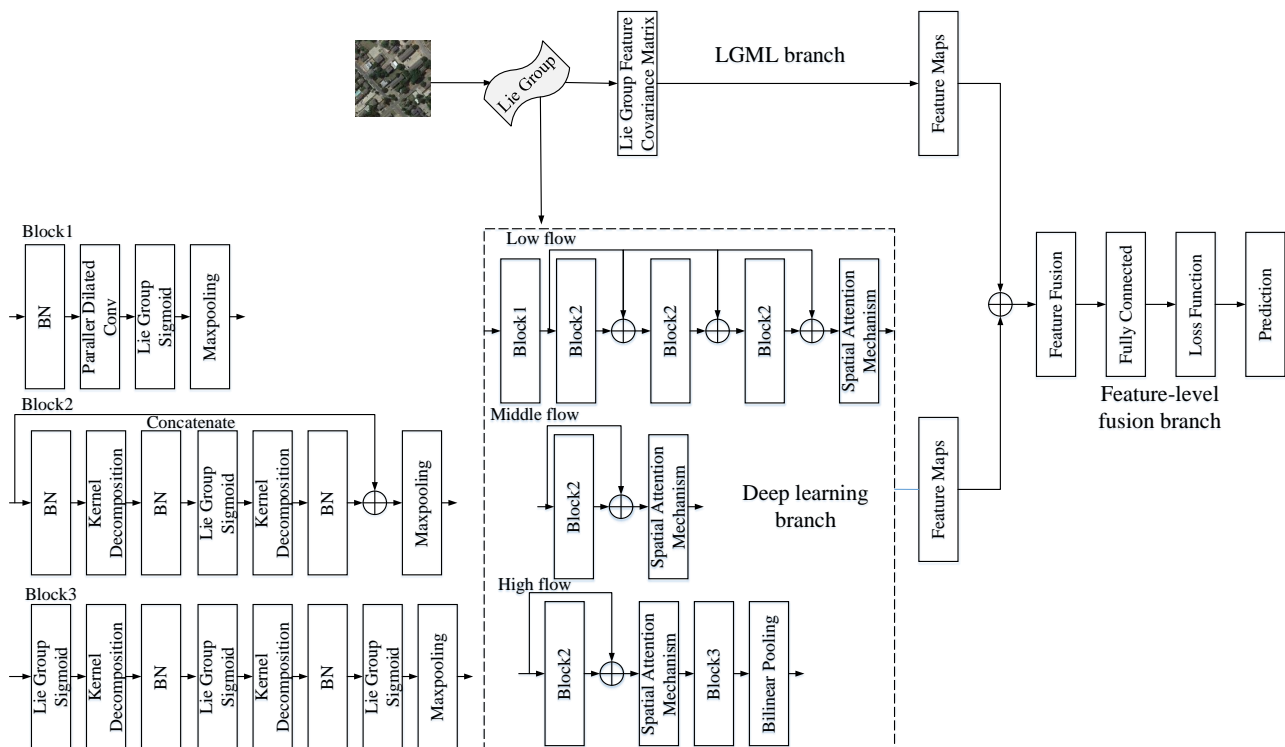 Lie Group
Lie Group Feature
Covariance Matrix
LGML branch
Feature Maps
Block1
BN
Paraller Dilated
Conv
Lie Group
Sigmoid
Maxpooling
Block2
Concatenate
BN
Kernel
Decomposition
BN
Lie Group
Sigmoid
Kernel
Decomposition
BN
Maxpooling
Block3
Lie Group
Sigmoid
Kernel
Decomposition
BN
Lie Group
Sigmoid
Kernel
Decomposition
BN
Lie Group
Sigmoid
Maxpooling
Low flow
Block1
Block2
Block2
Block2
Spatial Attention
Mechanism
Middle flow
Block2
Spatial Attention
Mechanism
Deep learning
branch
High flow
Block2
Spatial Attention
Mechanism
Block3
Bilinear Pooling
Feature Maps
Feature Fusion
Fully Connected
Loss Function
Prediction
Feature-level
fusion branch